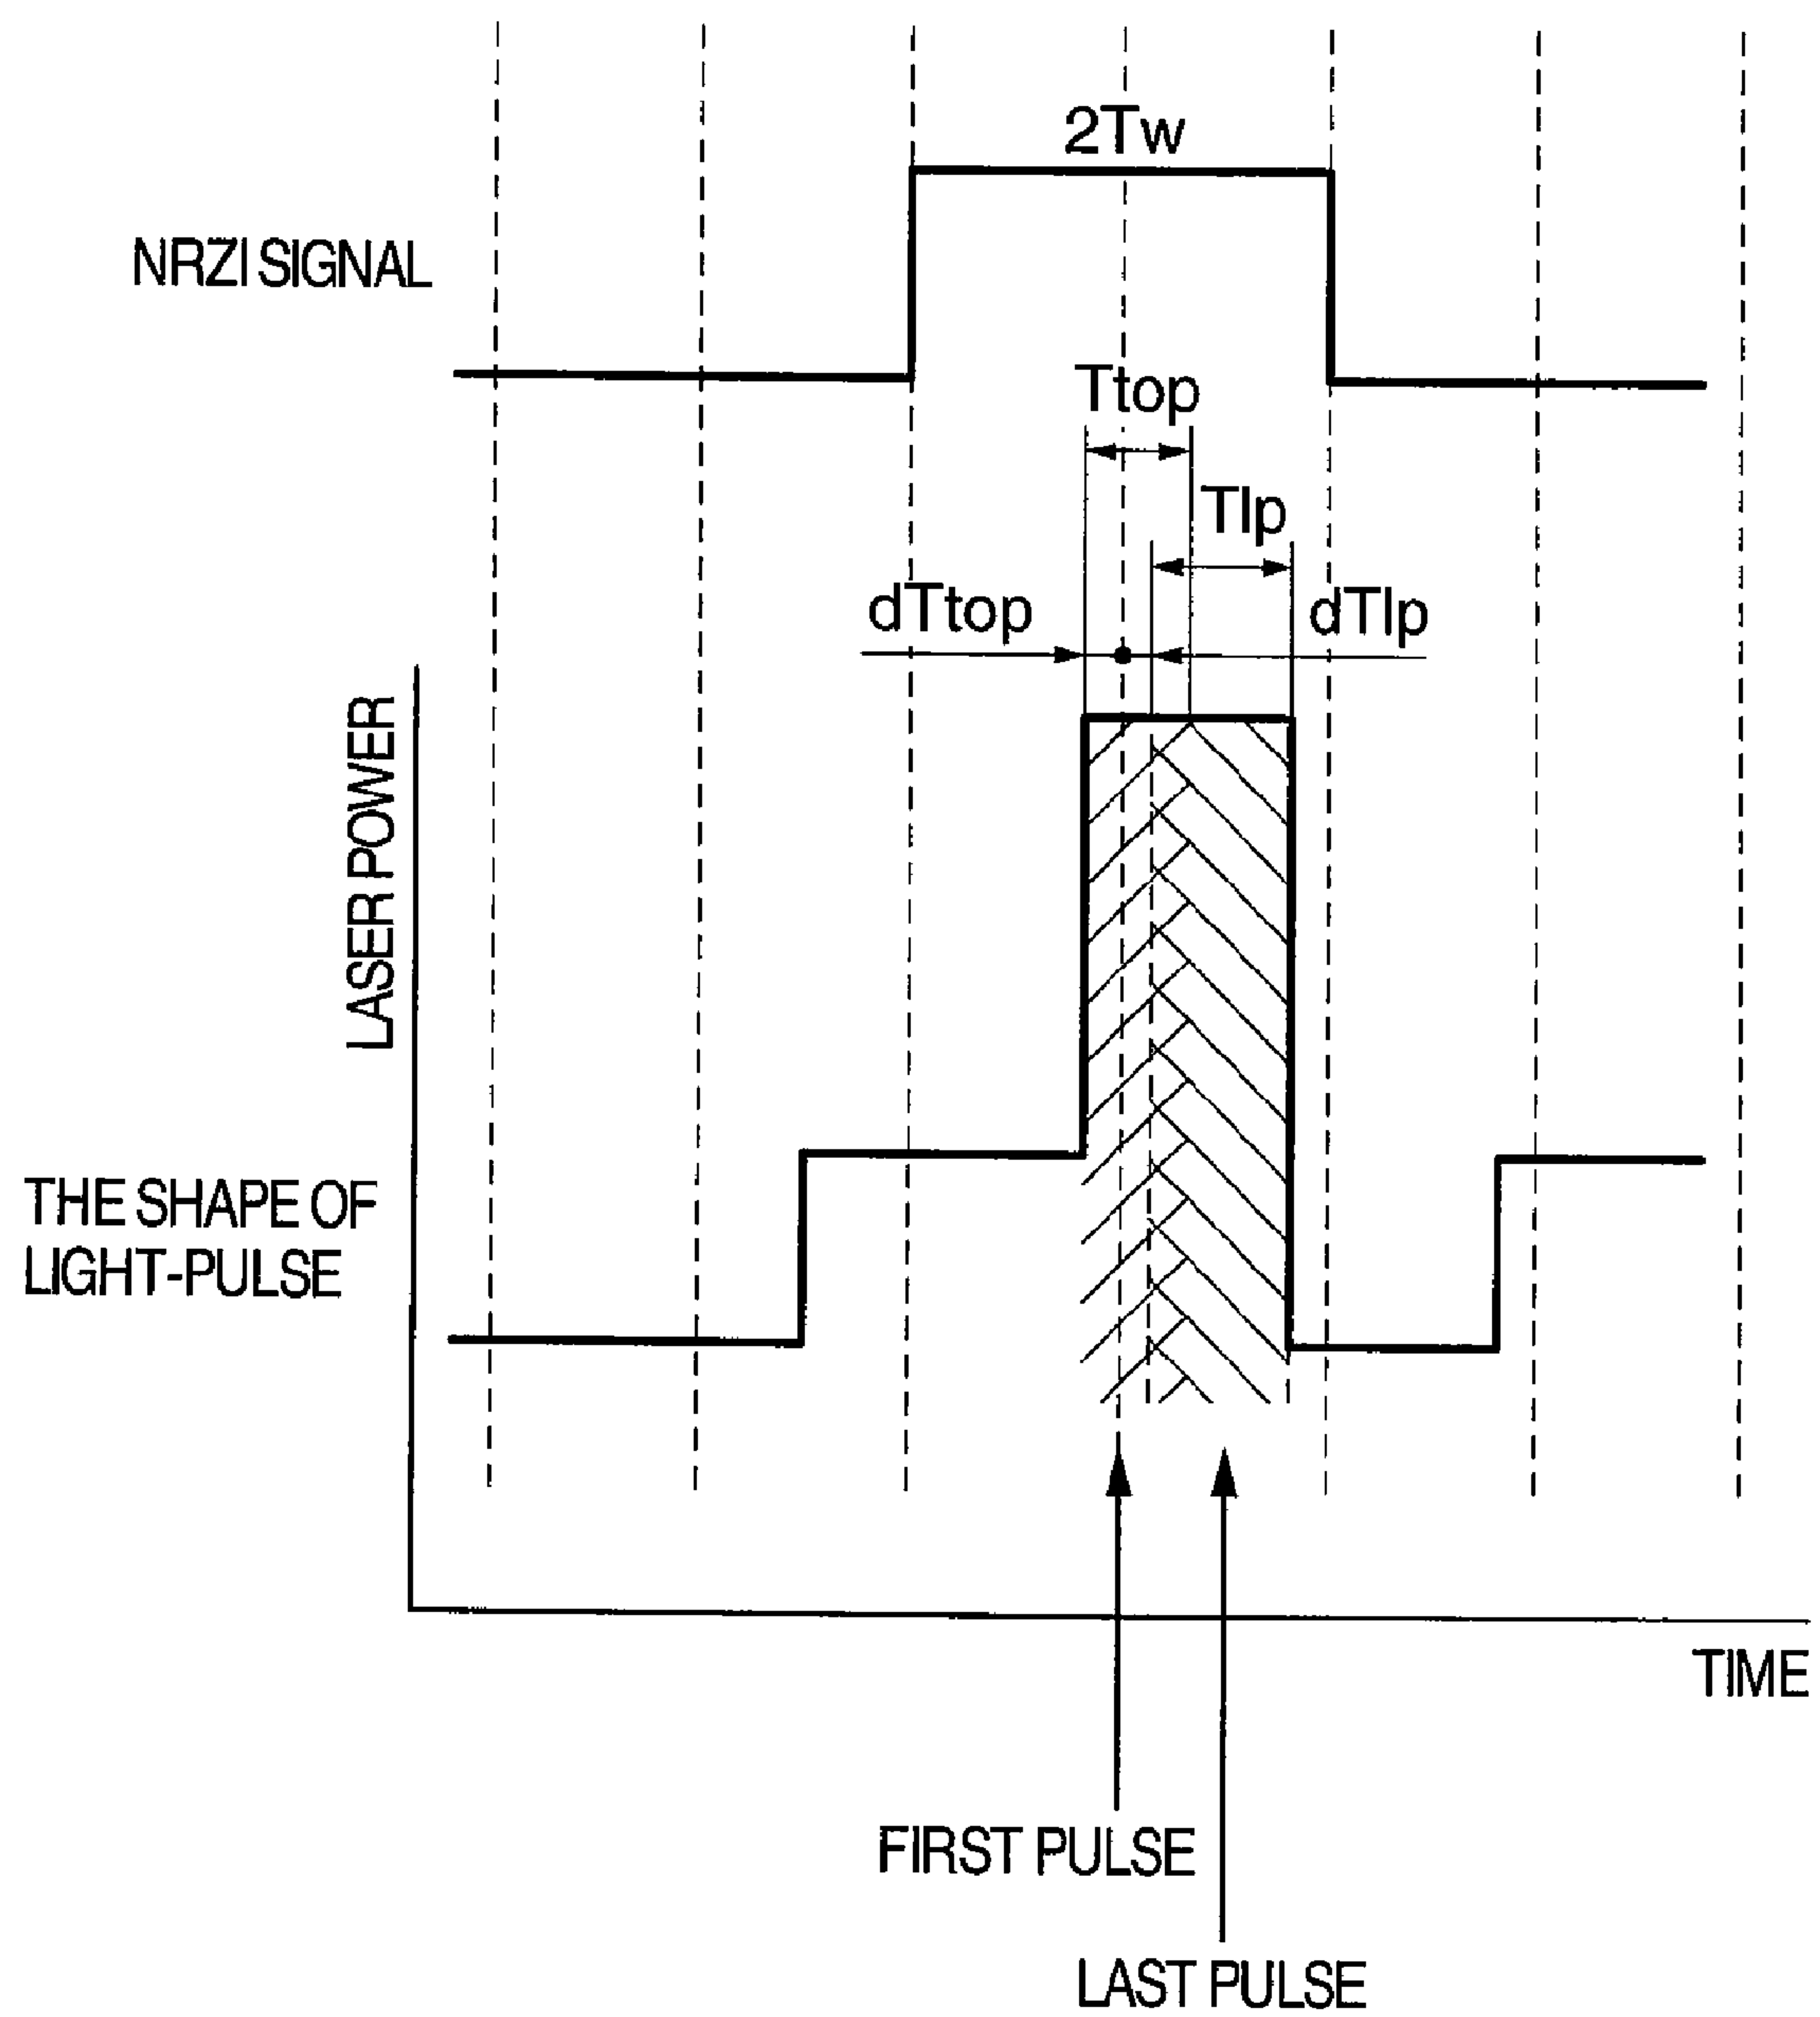 2Tw
NRZI SIGNAL
Ttop
Tlp
dTtop
dTlp
LASER POWER
THE SHAPE OF
LIGHT-PULSE
TIME
FIRST PULSE
LAST PULSE